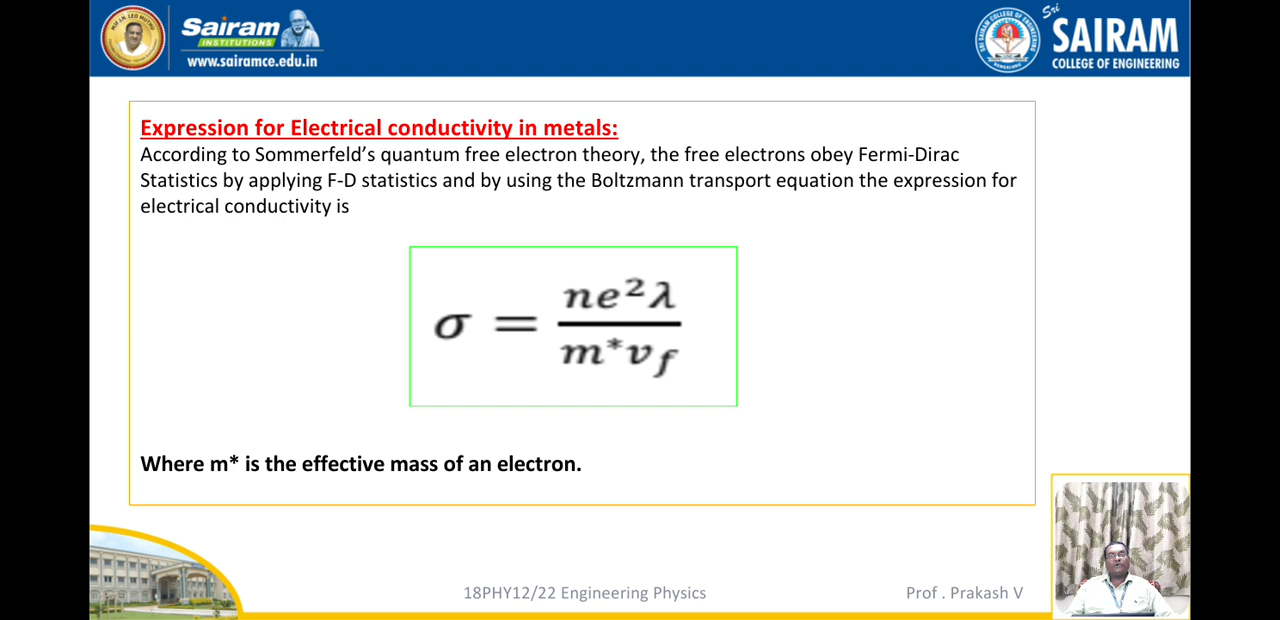 Sairam
INSTITUTIONS
www.sairamce.edu.in
Sri
SAIRAM
COLLEGE OF ENGINEERING
Expression for Electrical conductivity in metals:
According to Sommerfeld’s quantum free electron theory, the free electrons obey Fermi-Dirac
Statistics by applying F-D statistics and by using the Boltzmann transport equation the expression for
electrical conductivity is
σ = ne²λ / m*v_f
Where m* is the effective mass of an electron.
18PHY12/22 Engineering Physics
Prof . Prakash V